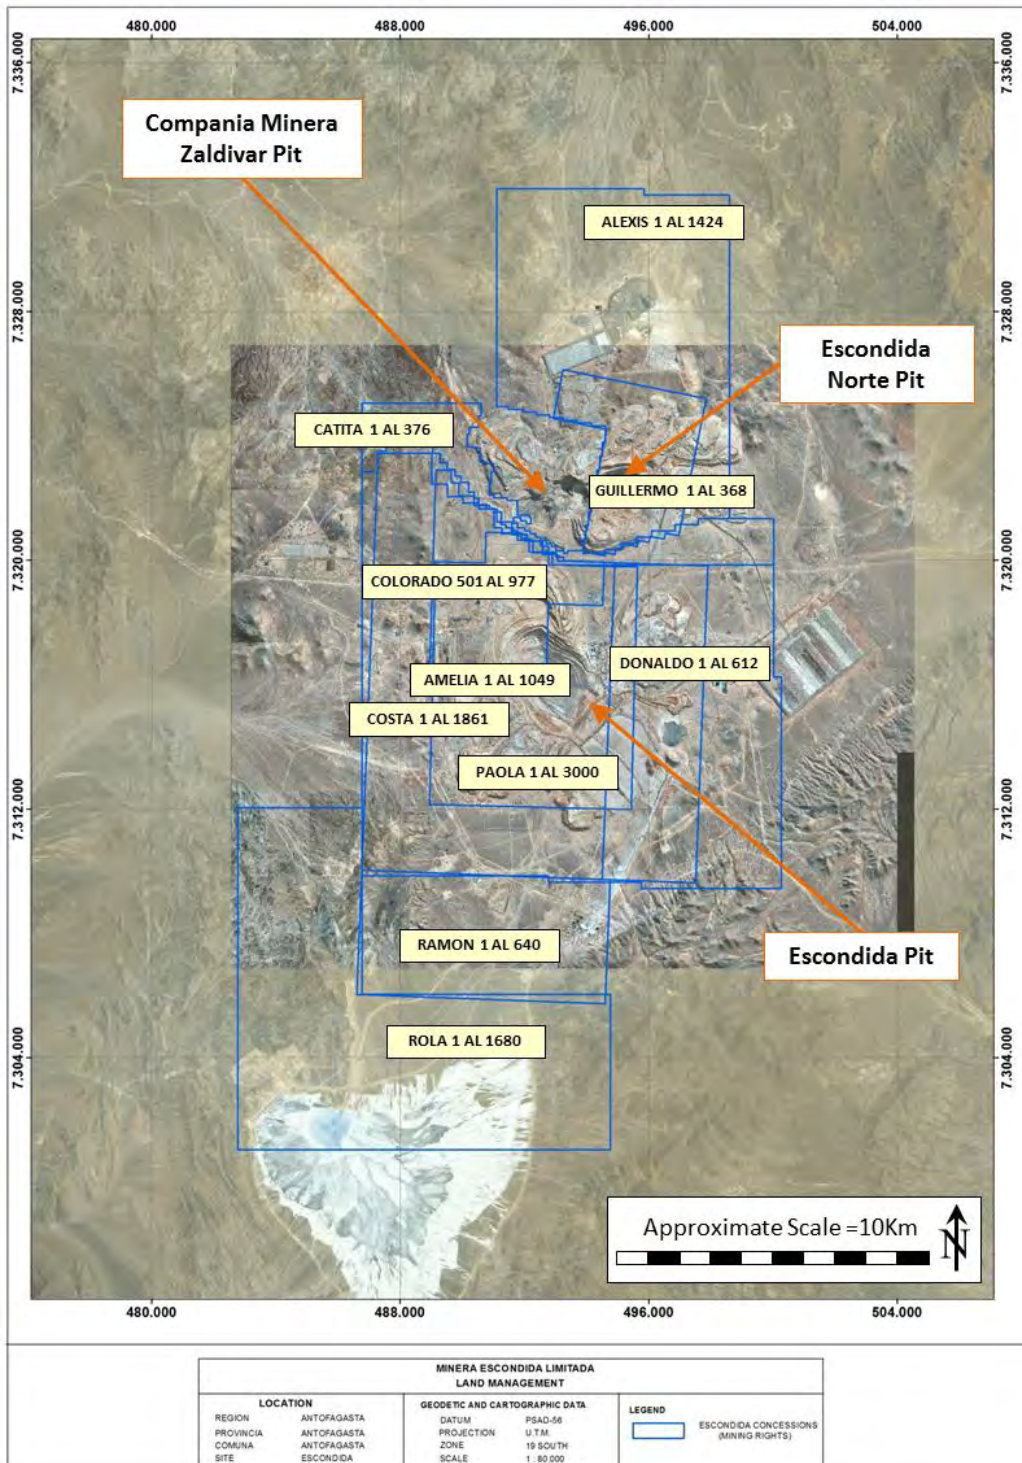 480.000 488.000 496.000 504.000
7.336.000 7.336.000
Compania Minera
Zaldivar Pit
ALEXIS 1 AL 1424
7.328.000 7.328.000
Escondida
Norte Pit
CATITA 1 AL 376
GUILLERMO 1 AL 368
7.320.000 7.320.000
COLORADO 501 AL 977
DONALDO 1 AL 612
AMELIA 1 AL 1049
COSTA 1 AL 1861
PAOLA 1 AL 3000
7.312.000 7.312.000
RAMON 1 AL 640
Escondida Pit
ROLA 1 AL 1680
7.304.000 7.304.000
Approximate Scale =10Km
N
480.000 488.000 496.000 504.000
MINERA ESCONDIDA LIMITADA
LAND MANAGEMENT
LOCATION
REGION ANTOFAGASTA
PROVINCIA ANTOFAGASTA
COMUNA ANTOFAGASTA
SITE ESCONDIDA
GEODETIC AND CARTOGRAPHIC DATA
DATUM PSAD-56
PROJECTION U.T.M.
ZONE 19 SOUTH
SCALE 1 : 80.000
LEGEND
ESCONDIDA CONCESSIONS
(MINING RIGHTS)